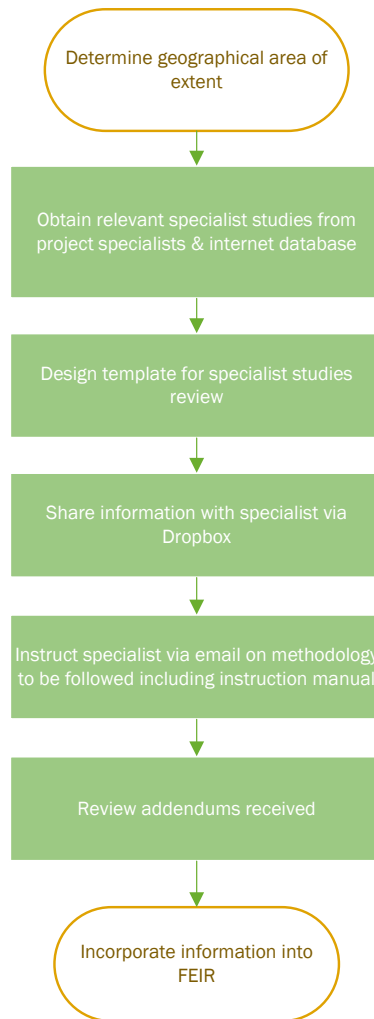 Determine geographical area of
extent
Obtain relevant specialist studies from
project specialists & internet database
Design template for specialist studies
review
Share information with specialist via
Dropbox
Instruct specialist via email on methodology
to be followed including instruction manual
Review addendums received
Incorporate information into
FEIR